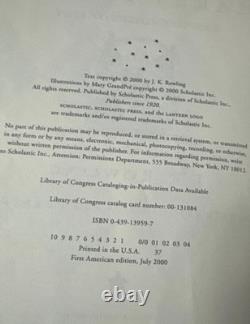 Text copyright © 2000 by J. K. Rowling
Illustrations by Mary GrandPré copyright © 2000 Scholastic Inc.
All rights reserved. Published by Scholastic Press, a division of Scholastic Inc.,
Publishers since 1920.
SCHOLASTIC, SCHOLASTIC PRESS, and the LANTERN LOGO
are trademarks and/or registered trademarks of Scholastic Inc.
No part of this publication may be reproduced, or stored in a retrieval system, or transmitted
in any form or by any means, electronic, mechanical, photocopying, recording, or otherwise,
without written permission of the publisher. For information regarding permission, write
to Scholastic Inc., Attention: Permissions Department, 555 Broadway, New York, NY 10012.
Library of Congress Cataloging-in-Publication Data Available
Library of Congress catalog card number: 00-131084
ISBN 0-439-13959-7
10 9 8 7 6 5 4 3 2 1 0/0 01 02 03 04
Printed in the U.S.A. 37
First American edition, July 2000
ebay